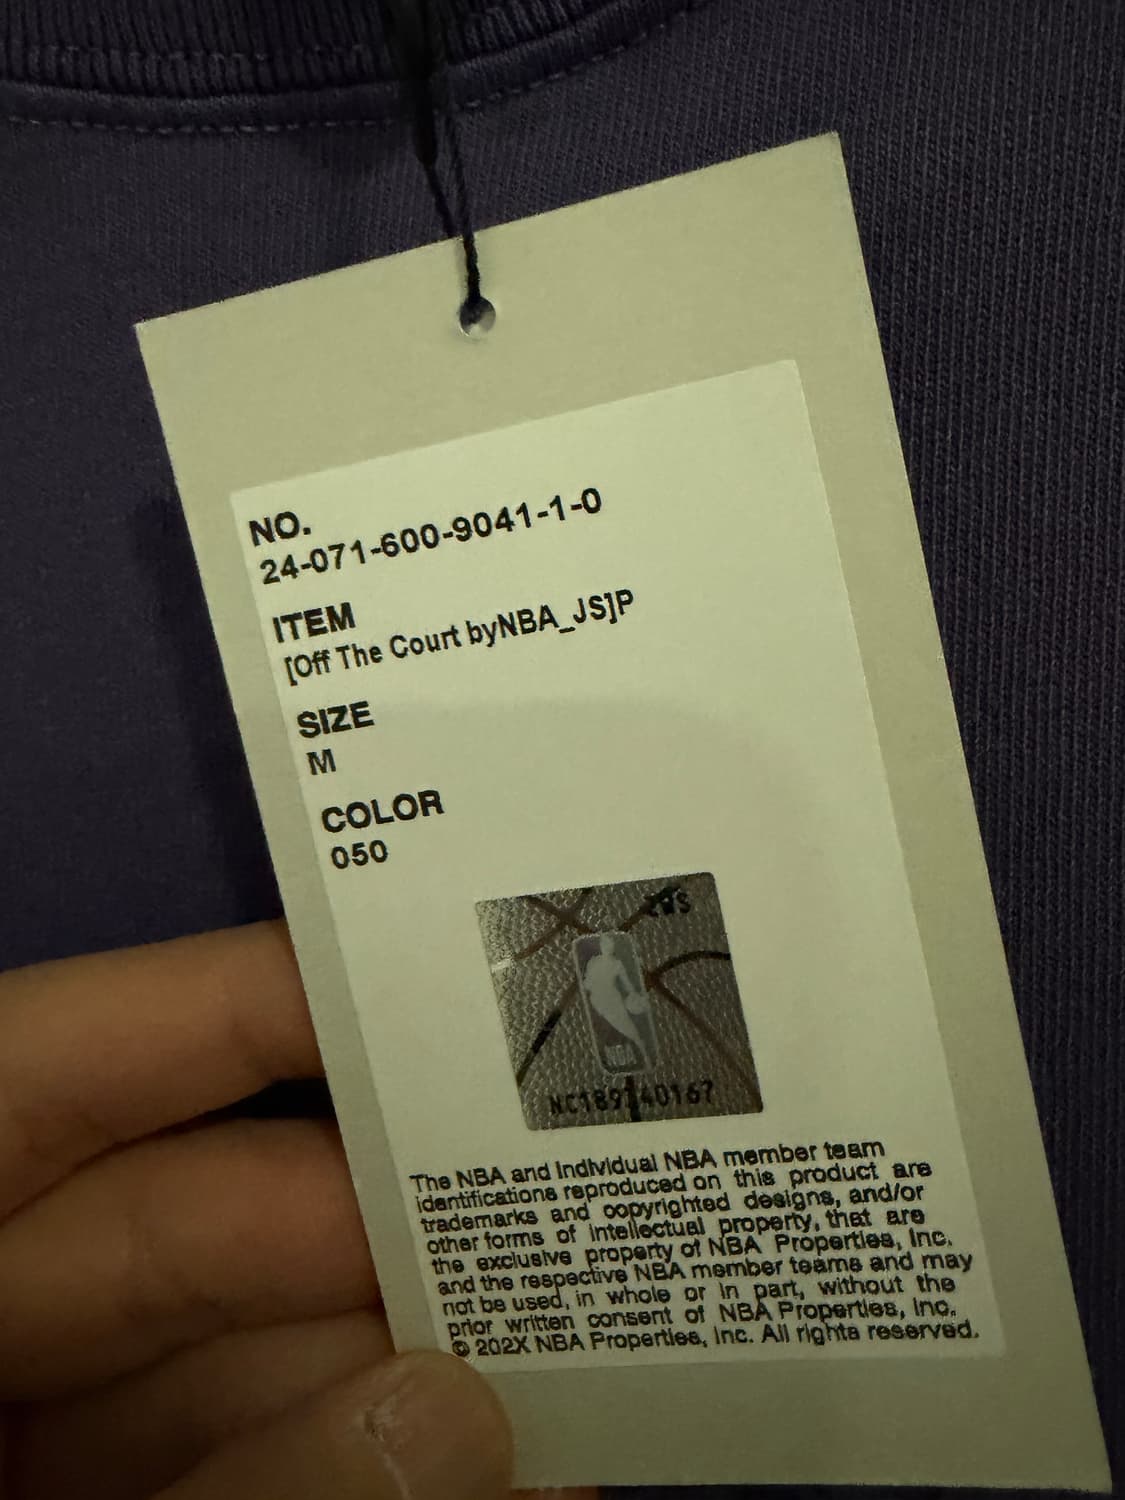 NO.
24-071-600-9041-1-0
ITEM
[Off The Court byNBA_JS]P
SIZE
M
COLOR
050
NBA
The NBA and individual NBA member team
identifications reproduced on this product are
trademarks and copyrighted designs, and/or
other forms of intellectual property, that are
the exclusive property of NBA Properties, Inc.
and the respective NBA member teams and may
not be used, in whole or in part, without the
prior written consent of NBA Properties, Inc.
© 202X NBA Properties, Inc. All rights reserved.